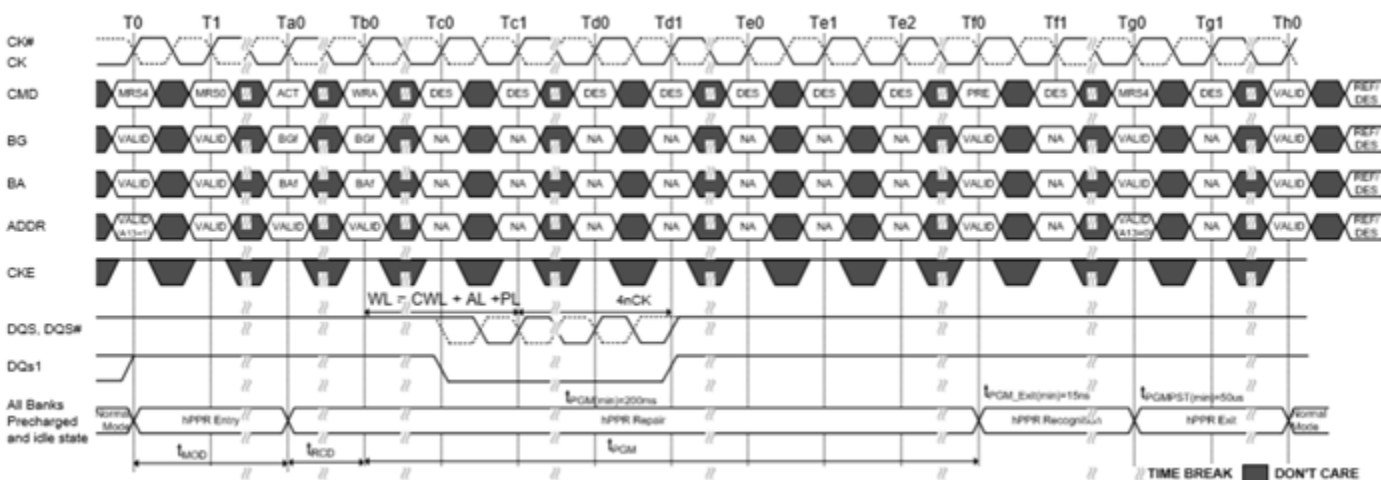 T0 T1 Ta0 Tb0 Tc0 Tc1 Td0 Td1 Te0 Te1 Te2 Tf0 Tf1 Tg0 Tg1 Th0
CK#
CK
CMD MRS4 MRS0 ACT WRA DES DES DES DES DES DES DES PRE DES MRS4 DES VALID REF/ DES
BG VALID VALID BGf BGf NA NA NA NA NA NA NA VALID NA VALID NA VALID REF/ DES
BA VALID VALID BAf BAf NA NA NA NA NA NA NA VALID NA VALID NA VALID REF/ DES
ADDR VALID (A13=1) VALID VALID VALID NA NA NA NA NA NA NA VALID NA VALID (A13=0) NA VALID REF/ DES
CKE
WL = CWL + AL +PL 4nCK
DQS, DQS#
DQs1
tPGM(min)=200ms tPGM_Exit(min)=15ns tPGMPST(min)=50us
All Banks
Precharged
and idle state
Normal Mode hPPR Entry hPPR Repair hPPR Recognition hPPR Exit Normal Mode
tMOD tRCD tPGM
TIME BREAK DON'T CARE